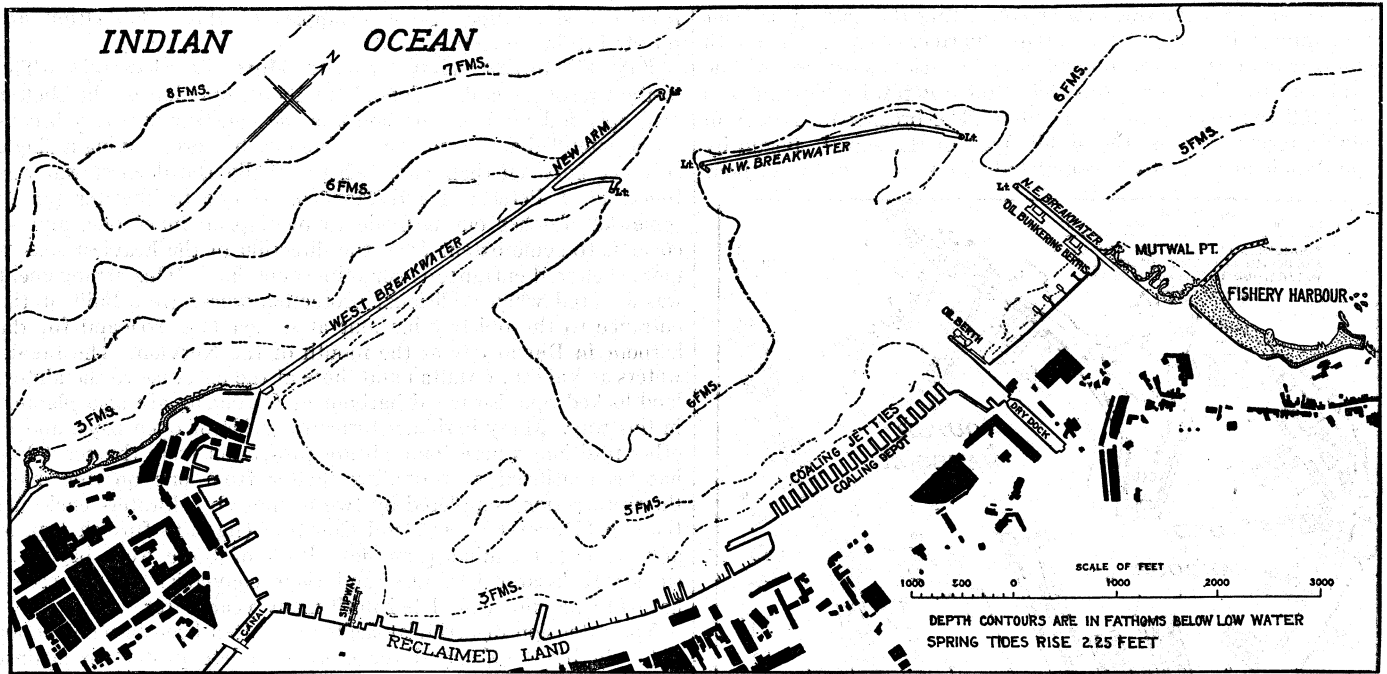 INDIAN OCEAN
N
8 FMS.
7 FMS.
6 FMS.
5 FMS.
Lt.
NEW ARM
Lt.
6 FMS.
Lt.
N.W. BREAKWATER
Lt.
Lt.
N. E. BREAKWATER
OIL BUNKERING BERTHS
MUTWAL PT.
FISHERY HARBOUR
WEST BREAKWATER
OIL BERTH
3 FMS.
6 FMS.
COALING JETTIES
COALING DEPOT
DRY DOCK
5 FMS.
3 FMS.
SHIPWAY
CANAL
RECLAIMED LAND
SCALE OF FEET
1000 500 0 1000 2000 3000
DEPTH CONTOURS ARE IN FATHOMS BELOW LOW WATER
SPRING TIDES RISE 2.25 FEET